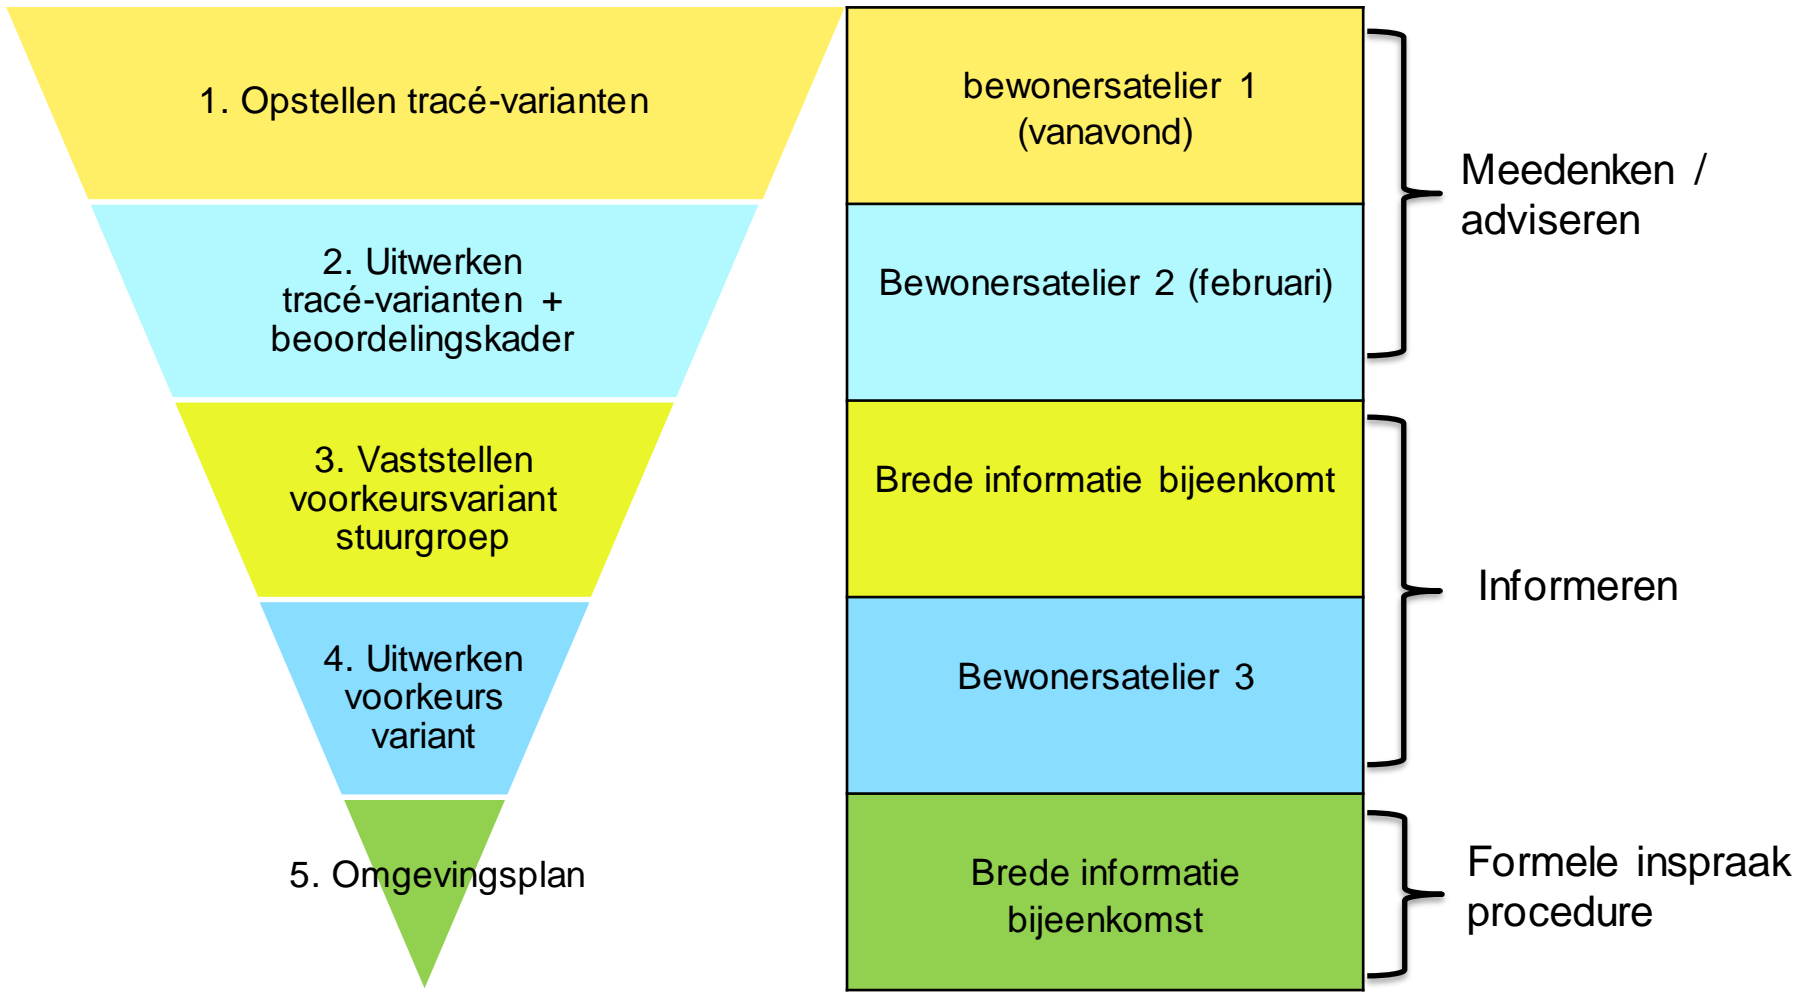 1. Opstellen tracé-varianten
2. Uitwerken
tracé-varianten +
beoordelingskader
3. Vaststellen
voorkeursvariant
stuurgroep
4. Uitwerken
voorkeurs
variant
5. Omgevingsplan
bewonersatelier 1
(vanavond)
Bewonersatelier 2 (februari)
Brede informatie bijeenkomt
Bewonersatelier 3
Brede informatie
bijeenkomst
Meedenken /
adviseren
Informeren
Formele inspraak
procedure